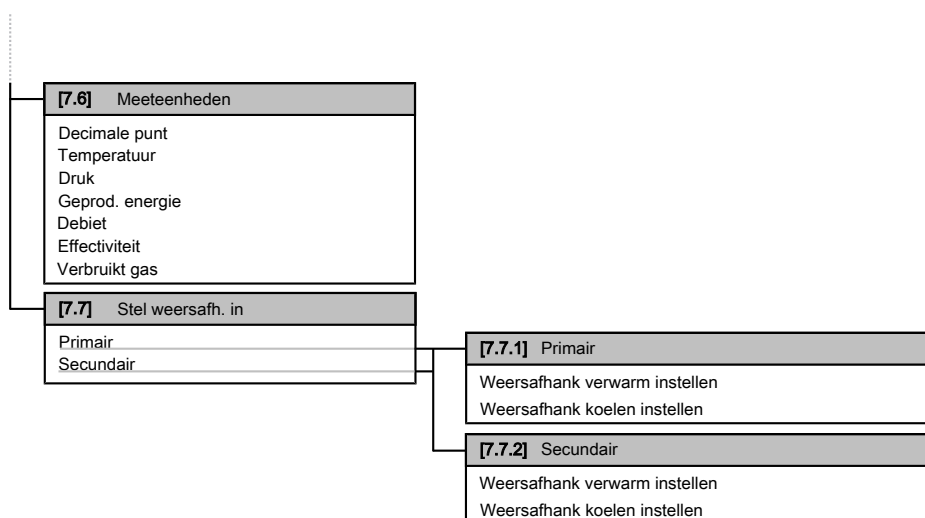 [7.6] Meeteenheden
Decimale punt
Temperatuur
Druk
Geprod. energie
Debiet
Effectiviteit
Verbruikt gas
[7.7] Stel weersafh. in
Primair
Secundair
[7.7.1] Primair
Weersafhank verwarm instellen
Weersafhank koelen instellen
[7.7.2] Secundair
Weersafhank verwarm instellen
Weersafhank koelen instellen